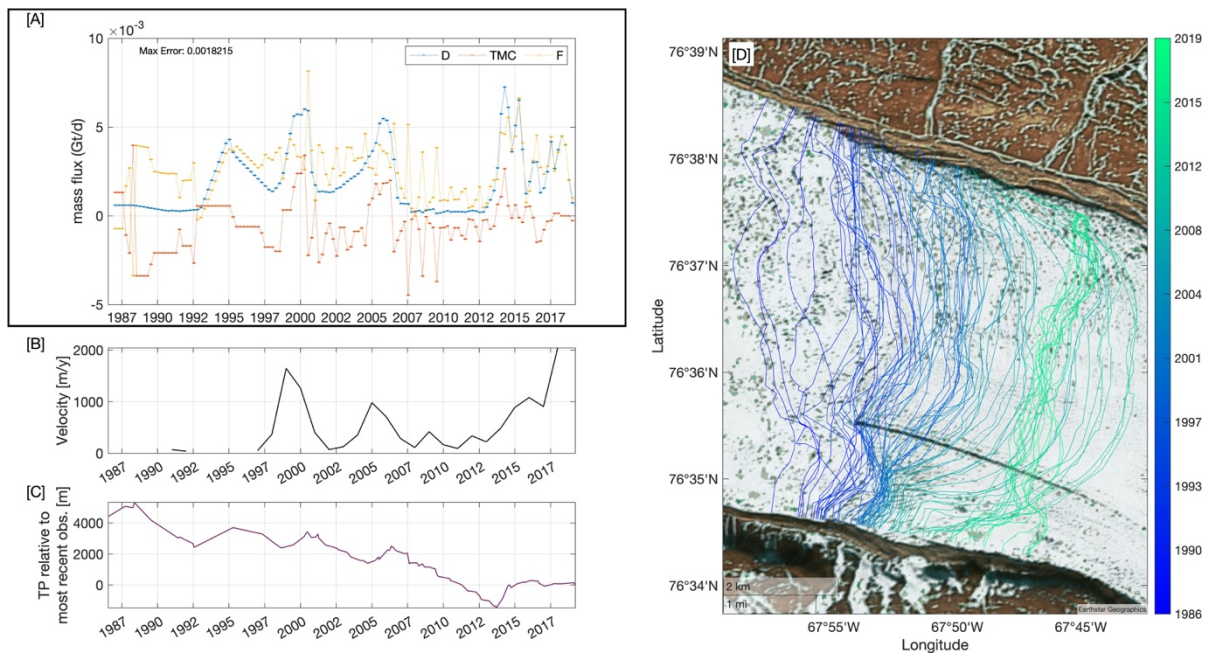 [A]
×10⁻³
Max Error: 0.0018215
D TMC F
10
5
0
-5
mass flux (Gt/d)
1987 1990 1992 1995 1997 2000 2002 2005 2007 2010 2012 2015 2017
[B]
2000
1000
0
Velocity [m/y]
1987 1990 1992 1995 1997 2000 2002 2005 2007 2010 2012 2015 2017
[C]
4000
2000
0
TP relative to
most recent obs. [m]
1987 1990 1992 1995 1997 2000 2002 2005 2007 2010 2012 2015 2017
[D]
76°39'N
76°38'N
76°37'N
76°36'N
76°35'N
76°34'N
Latitude
2 km
1 mi
Earthstar Geographics
67°55'W 67°50'W 67°45'W
Longitude
2019
2015
2012
2008
2004
2001
1997
1993
1990
1986